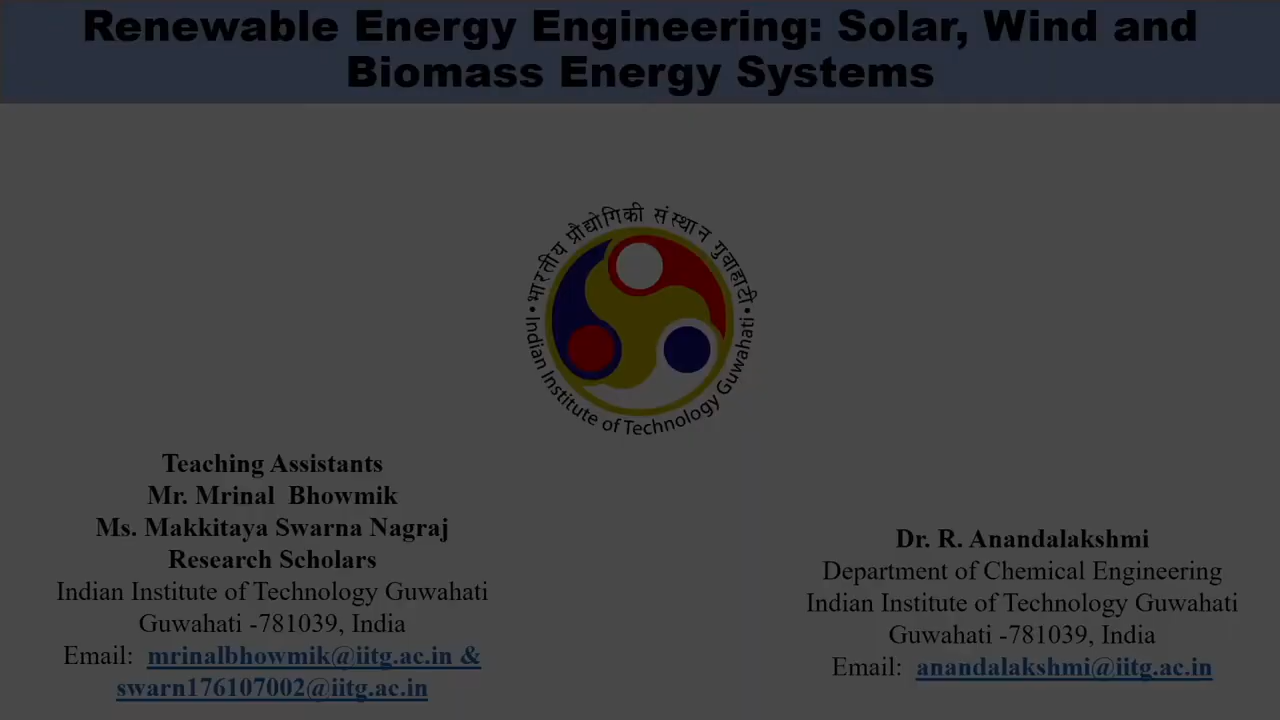 Renewable Energy Engineering: Solar, Wind and
Biomass Energy Systems
भारतीय प्रौद्योगिकी संस्थान गुवाहाटी
Indian Institute of Technology Guwahati
Teaching Assistants
Mr. Mrinal  Bhowmik
Ms. Makkitaya Swarna Nagraj
Research Scholars
Indian Institute of Technology Guwahati
Guwahati -781039, India
Email:  mrinalbhowmik@iitg.ac.in &
swarn176107002@iitg.ac.in
Dr. R. Anandalakshmi
Department of Chemical Engineering
Indian Institute of Technology Guwahati
Guwahati -781039, India
Email:  anandalakshmi@iitg.ac.in